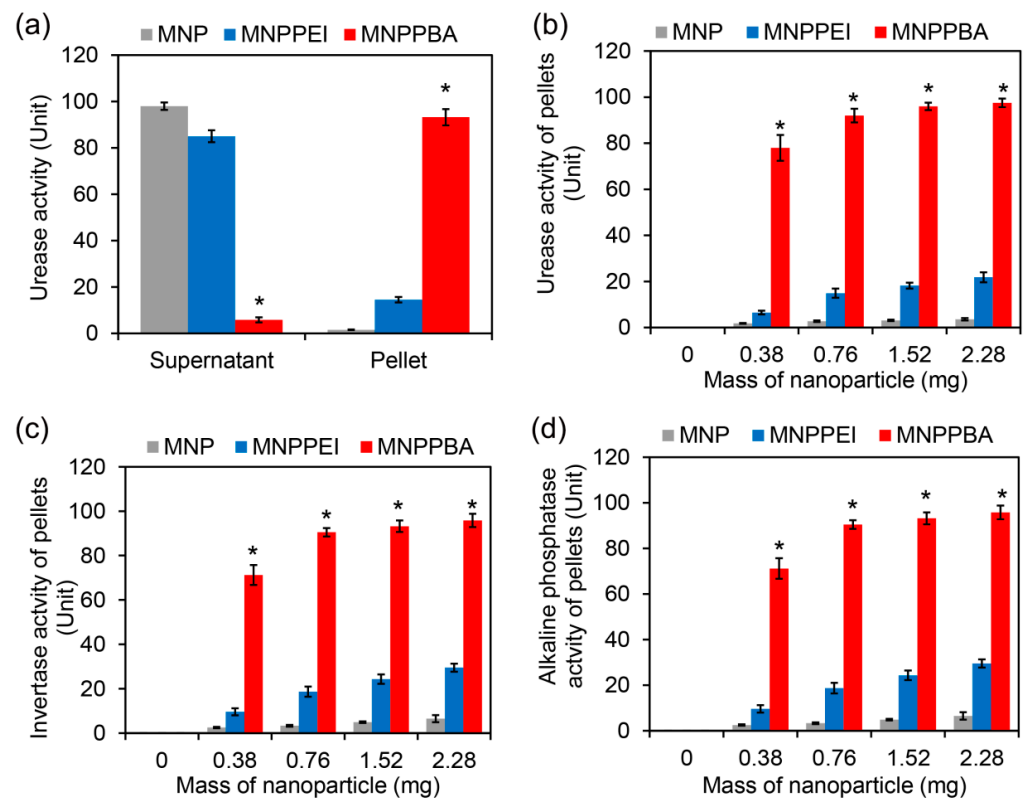 (a)
MNP MNPPEI MNPPBA
Urease actvity (Unit)
120
100
80
60
40
20
0
*
*
Supernatant Pellet
(b)
MNP MNPPEI MNPPBA
Urease actvity of pellets
(Unit)
120
100
80
60
40
20
0
* * * *
0 0.38 0.76 1.52 2.28
Mass of nanoparticle (mg)
(c)
MNP MNPPEI MNPPBA
Invertase actvity of pellets
(Unit)
120
100
80
60
40
20
0
* * * *
0 0.38 0.76 1.52 2.28
Mass of nanoparticle (mg)
(d)
MNP MNPPEI MNPPBA
Alkaline phosphatase
actvity of pellets (Unit)
120
100
80
60
40
20
0
* * * *
0 0.38 0.76 1.52 2.28
Mass of nanoparticle (mg)